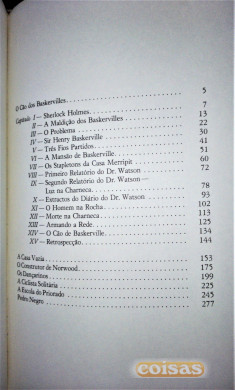 O Cão dos Baskervilles. 5
Capítulo I — Sherlock Holmes. 7
II — A Maldição dos Baskervilles 13
III — O Problema 22
IV — Sir Henry Baskerville 30
V — Três Fios Partidos 41
VI — A Mansão de Baskerville. 51
VII — Os Stapletons da Casa Merripit 60
VIII — Primeiro Relatório do Dr. Watson 72
IX — Segundo Relatório do Dr. Watson —
Luz na Charneca 78
X — Extractos do Diário do Dr. Watson 93
XI — O Homem na Rocha 102
XII — Morte na Charneca 113
XIII — Armando a Rede 125
XIV — O Cão de Baskerville 134
XV — Retrospecção 144
A Casa Vazia 153
O Construtor de Norwood 175
Os Dançarinos 199
A Ciclista Solitária 225
A Escola do Priorado 245
Pedro Negro 277
coisas